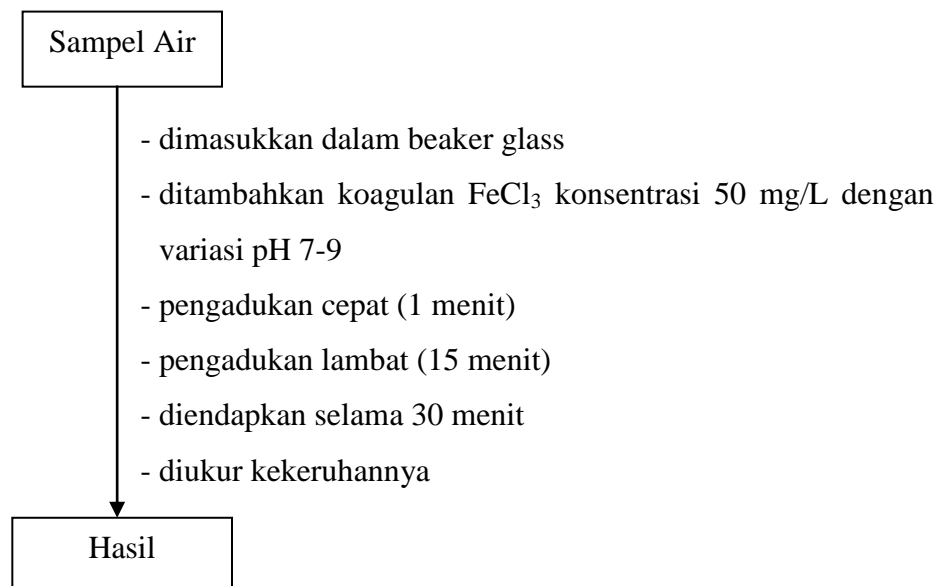 Sampel Air
- dimasukkan dalam beaker glass
- ditambahkan koagulan FeCl₃ konsentrasi 50 mg/L dengan
variasi pH 7-9
- pengadukan cepat (1 menit)
- pengadukan lambat (15 menit)
- diendapkan selama 30 menit
- diukur kekeruhannya
Hasil